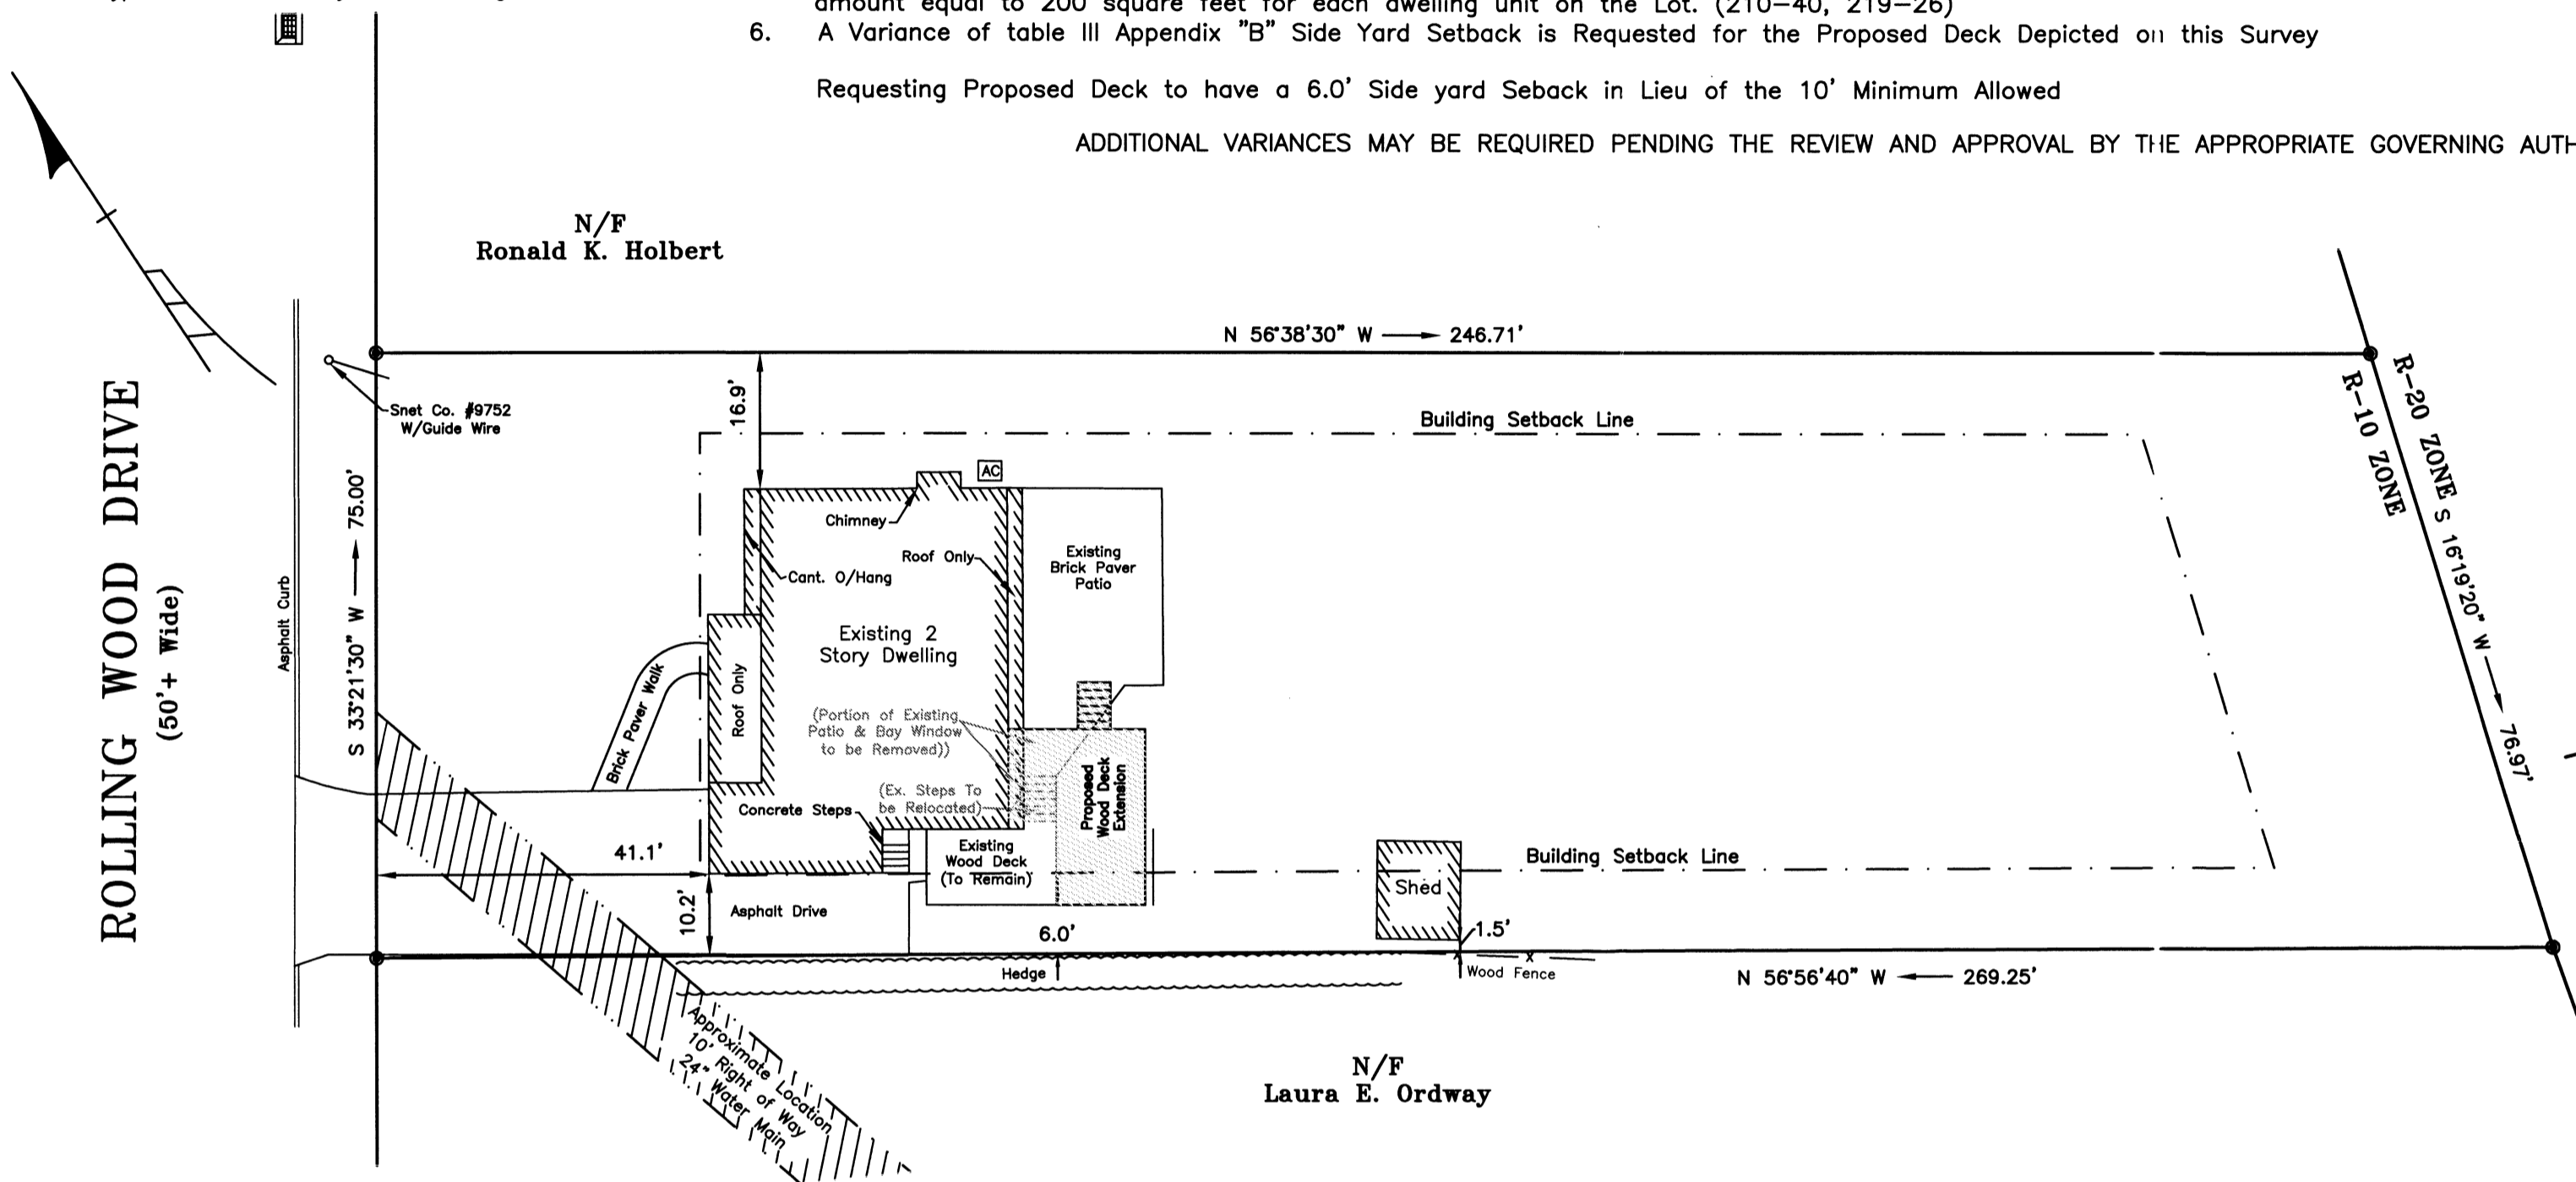 amount equal to 200 square feet for each dwelling unit on the Lot. (210-40, 219-26)
6. A Variance of table III Appendix "B" Side Yard Setback is Requested for the Proposed Deck Depicted on this Survey
Requesting Proposed Deck to have a 6.0' Side yard Seback in Lieu of the 10' Minimum Allowed
ADDITIONAL VARIANCES MAY BE REQUIRED PENDING THE REVIEW AND APPROVAL BY THE APPROPRIATE GOVERNING AUTH
N/F
Ronald K. Holbert
N 56°38'30" W 246.71'
R-20 ZONE
R-10 ZONE
S 16°19'20" W 76.97'
16.9'
Snet Co. #9752
W/Guide Wire
Building Setback Line
ROLLING WOOD DRIVE
(50'+ Wide)
Asphalt Curb
S 33°21'30" W 75.00'
AC
Chimney
Roof Only
Cant. O/Hang
Existing
Brick Paver
Patio
Existing 2
Story Dwelling
Roof Only
Brick Paver Walk
(Portion of Existing
Patio & Bay Window
to be Removed))
(Ex. Steps To
be Relocated)
Concrete Steps
Proposed
Wood Deck
Extension
Existing
Wood Deck
(To Remain)
41.1'
10.2'
Asphalt Drive
6.0'
Hedge
Shed
1.5'
x
x
Wood Fence
Building Setback Line
N 56°56'40" W 269.25'
Approximate Location
10' Right of Way
24" Water Main
N/F
Laura E. Ordway